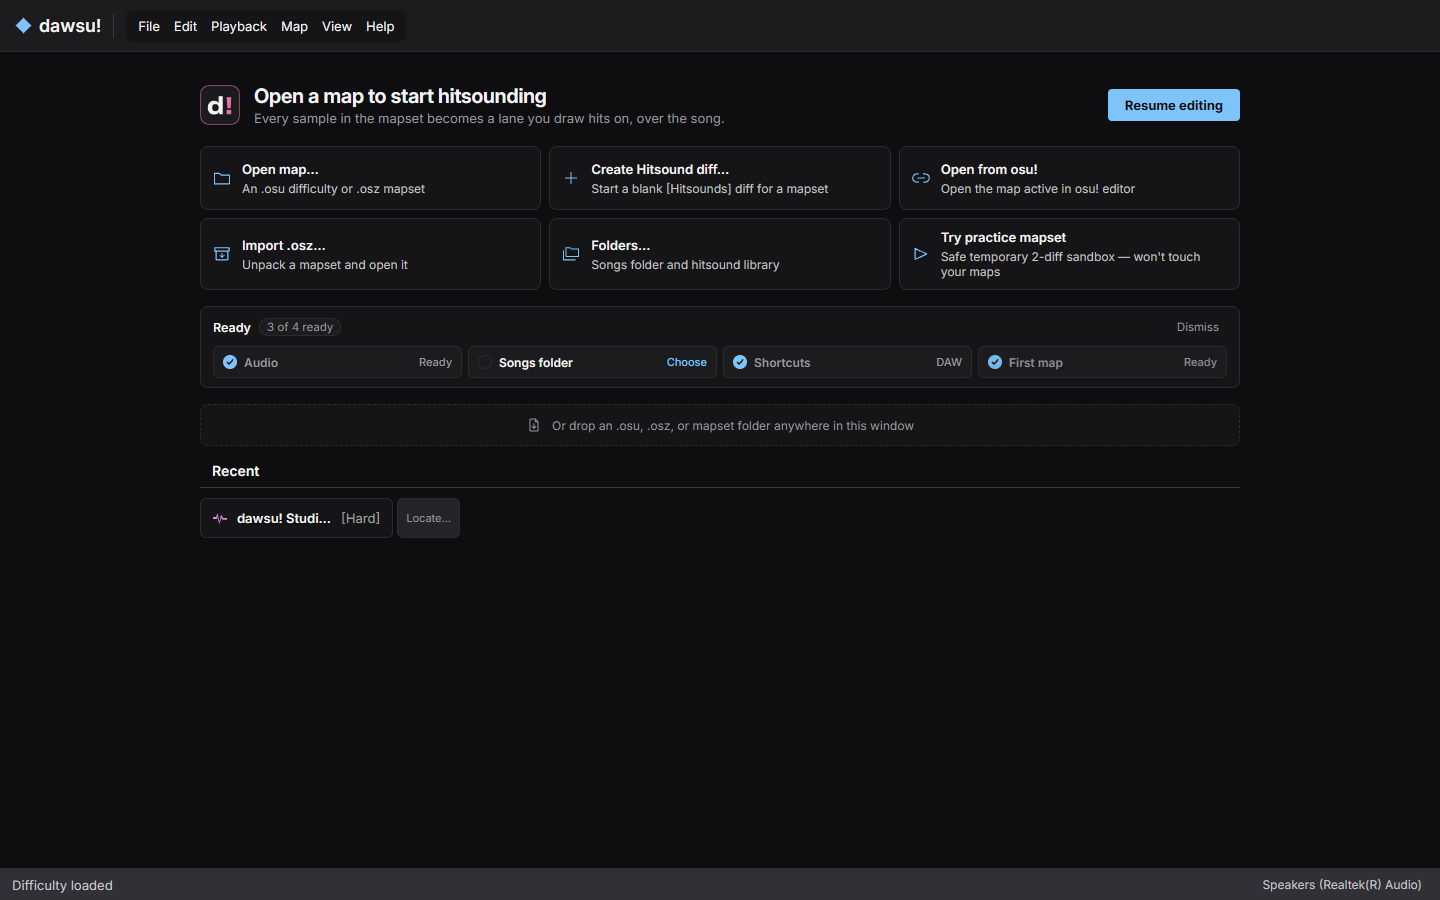 dawsu!
File Edit Playback Map View Help
d!
Open a map to start hitsounding
Every sample in the mapset becomes a lane you draw hits on, over the song.
Resume editing
Open map...
An .osu difficulty or .osz mapset
Create Hitsound diff...
Start a blank [Hitsounds] diff for a mapset
Open from osu!
Open the map active in osu! editor
Import .osz...
Unpack a mapset and open it
Folders...
Songs folder and hitsound library
Try practice mapset
Safe temporary 2-diff sandbox — won't touch
your maps
Ready 3 of 4 ready
Dismiss
Audio Ready
Songs folder Choose
Shortcuts DAW
First map Ready
Or drop an .osu, .osz, or mapset folder anywhere in this window
Recent
dawsu! Studi... [Hard]
Locate...
Difficulty loaded
Speakers (Realtek(R) Audio)